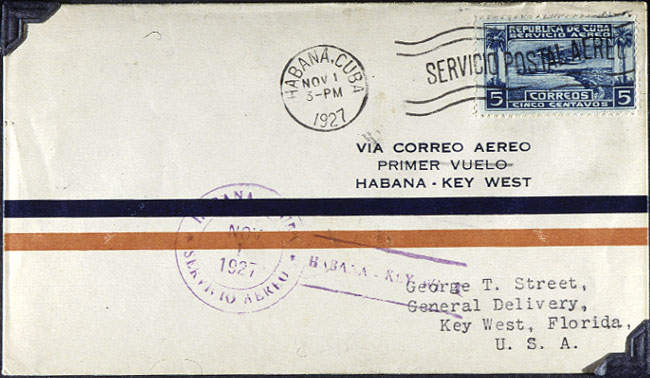 HABANA, CUBA
NOV 1
3-PM
1927
SERVICIO POSTAL AEREO
REPUBLICA DE CUBA
SERVICIO AEREO
5 CORREOS 5
CINCO CENTAVOS
VIA CORREO AEREO
PRIMER VUELO
HABANA - KEY WEST
HABANA
NOV
1
1927
SERVICIO AEREO
HABANA - KEY
George T. Street,
General Delivery,
Key West, Florida,
U. S. A.